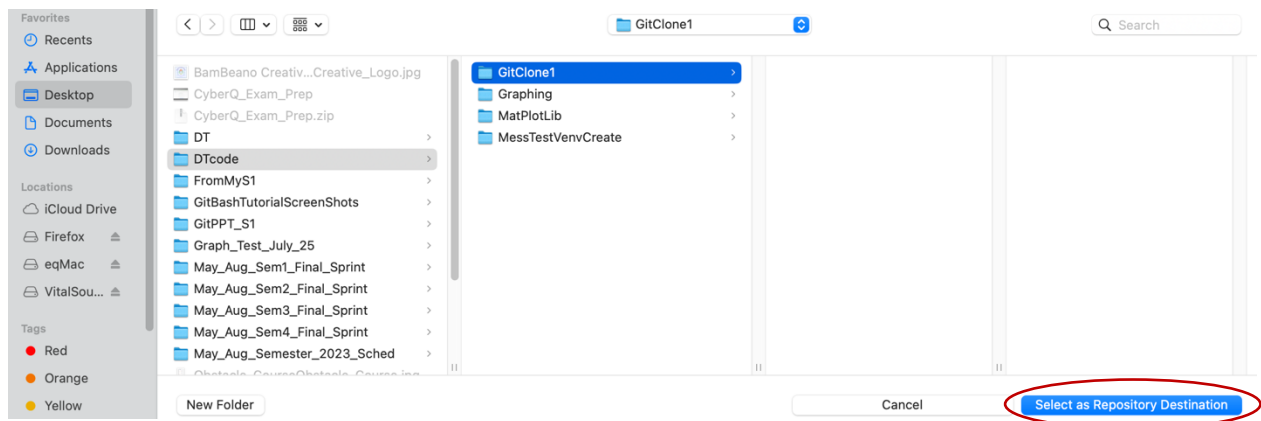 Favorites
Recents
Applications
Desktop
Documents
Downloads
Locations
iCloud Drive
Firefox
eqMac
VitalSou...
Tags
Red
Orange
Yellow
GitClone1
Search
BamBeano Creativ...Creative_Logo.jpg
CyberQ_Exam_Prep
CyberQ_Exam_Prep.zip
DT
DTcode
FromMyS1
GitBashTutorialScreenShots
GitPPT_S1
Graph_Test_July_25
May_Aug_Sem1_Final_Sprint
May_Aug_Sem2_Final_Sprint
May_Aug_Sem3_Final_Sprint
May_Aug_Sem4_Final_Sprint
May_Aug_Semester_2023_Sched
GitClone1
Graphing
MatPlotLib
MessTestVenvCreate
New Folder
Cancel
Select as Repository Destination